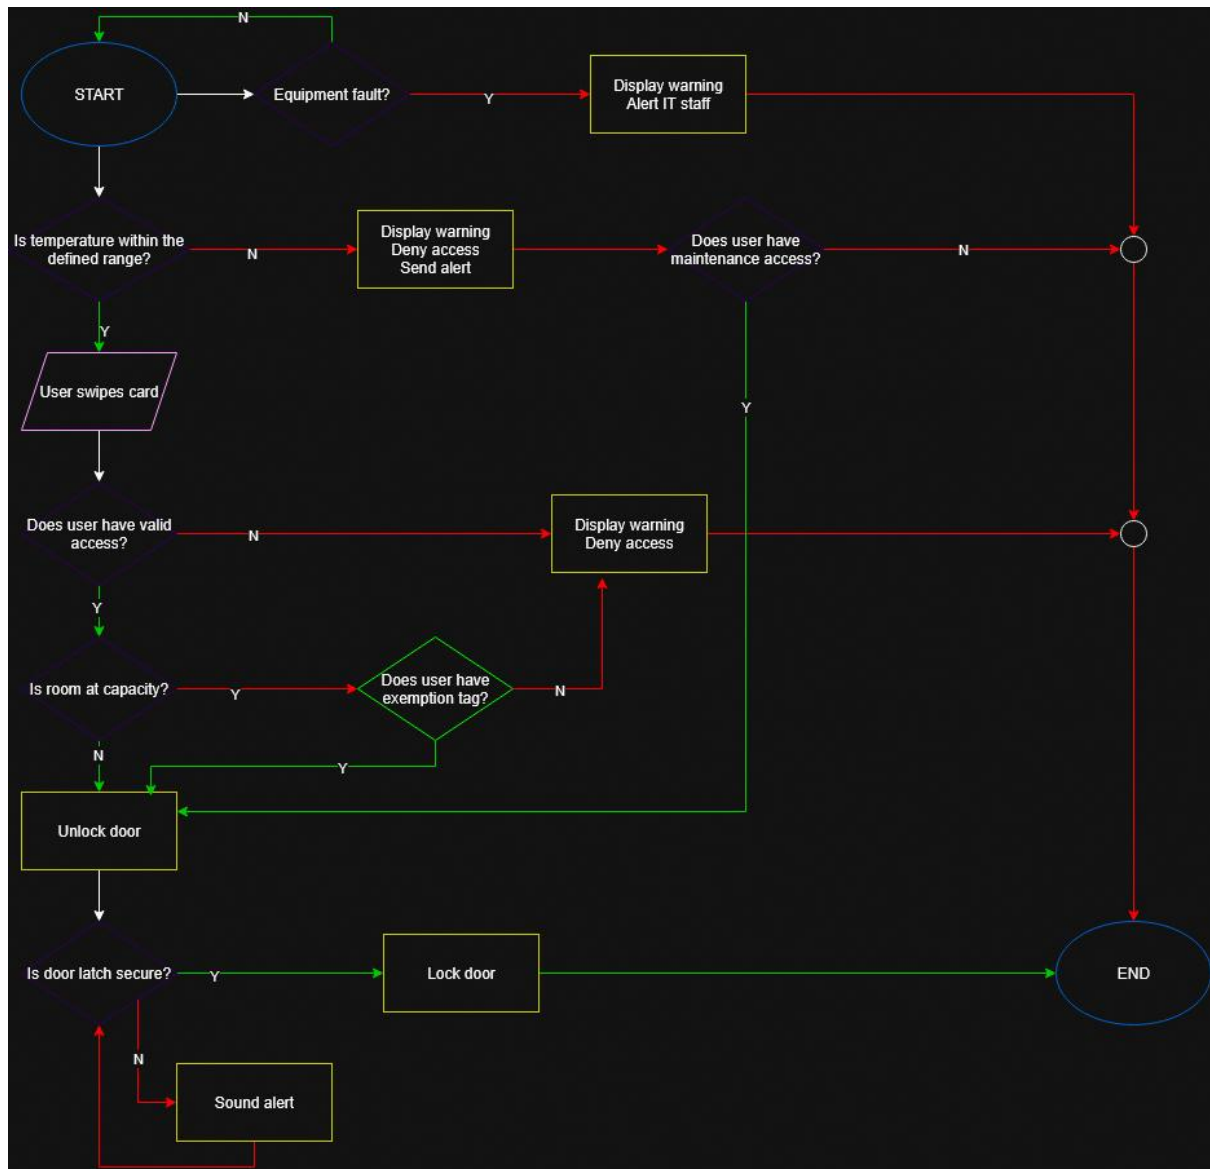 N
START
Equipment fault?
Y
Display warning
Alert IT staff
Is temperature within the
defined range?
N
Display warning
Deny access
Send alert
Does user have
maintenance access?
N
Y
User swipes card
Y
Does user have valid
access?
N
Display warning
Deny access
Y
Is room at capacity?
Y
Does user have
exemption tag?
N
N
Y
Unlock door
Is door latch secure?
Y
Lock door
END
N
Sound alert